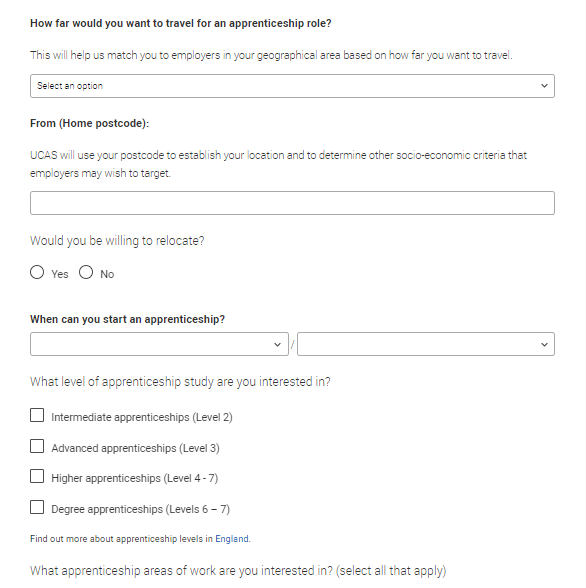 How far would you want to travel for an apprenticeship role?
This will help us match you to employers in your geographical area based on how far you want to travel.
Select an option
From (Home postcode):
UCAS will use your postcode to establish your location and to determine other socio-economic criteria that
employers may wish to target.
Would you be willing to relocate?
Yes No
When can you start an apprenticeship?
/
What level of apprenticeship study are you interested in?
Intermediate apprenticeships (Level 2)
Advanced apprenticeships (Level 3)
Higher apprenticeships (Level 4 - 7)
Degree apprenticeships (Levels 6 – 7)
Find out more about apprenticeship levels in England.
What apprenticeship areas of work are you interested in? (select all that apply)